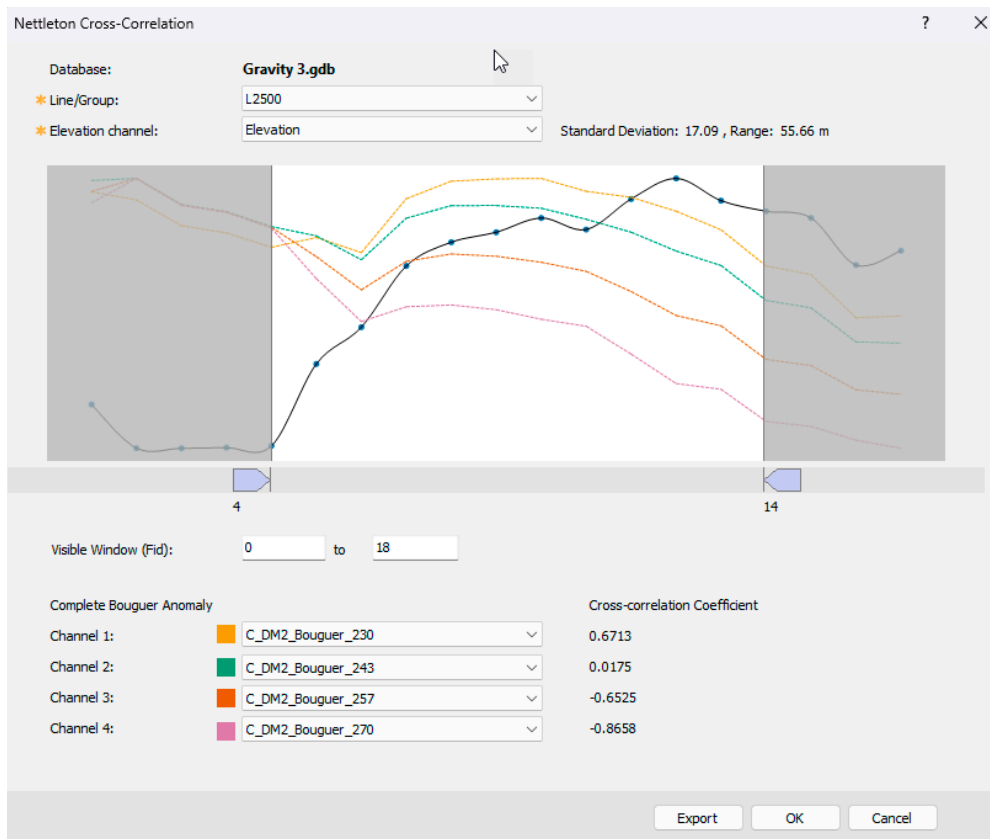 Nettleton Cross-Correlation ? ×
Database: Gravity 3.gdb
* Line/Group: L2500
* Elevation channel: Elevation Standard Deviation: 17.09 , Range: 55.66 m
4 14
Visible Window (Fid): 0 to 18
Complete Bouguer Anomaly Cross-correlation Coefficient
Channel 1: C_DM2_Bouguer_230 0.6713
Channel 2: C_DM2_Bouguer_243 0.0175
Channel 3: C_DM2_Bouguer_257 -0.6525
Channel 4: C_DM2_Bouguer_270 -0.8658
Export OK Cancel